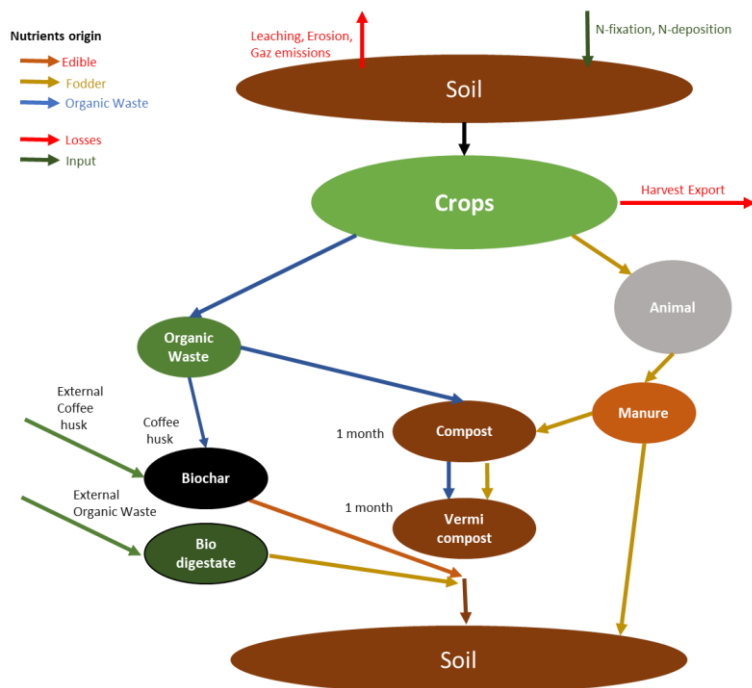 Nutrients origin
Edible
Fodder
Organic Waste
Losses
Input
Leaching, Erosion,
Gaz emissions
N-fixation, N-deposition
Soil
Crops
Harvest Export
Organic
Waste
Animal
External
Coffee
husk
Coffee
husk
1 month
Compost
Manure
Biochar
External
Organic Waste
1 month
Vermi
compost
Bio
digestate
Soil